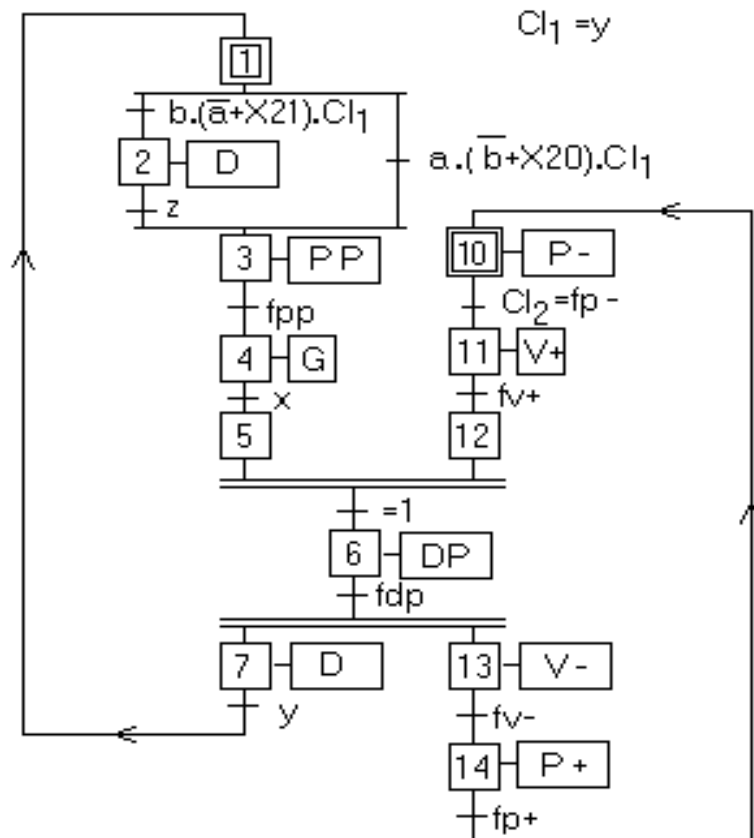 Cl₁ =y
1
b.(a̅+X21).Cl₁
2 D
a.(b̅+X20).Cl₁
z
3 PP
10 P-
fpp
Cl₂=fp-
4 G
11 V+
x
fv+
5
12
=1
6 DP
fdp
7 D
13 V-
y
fv-
14 P+
fp+